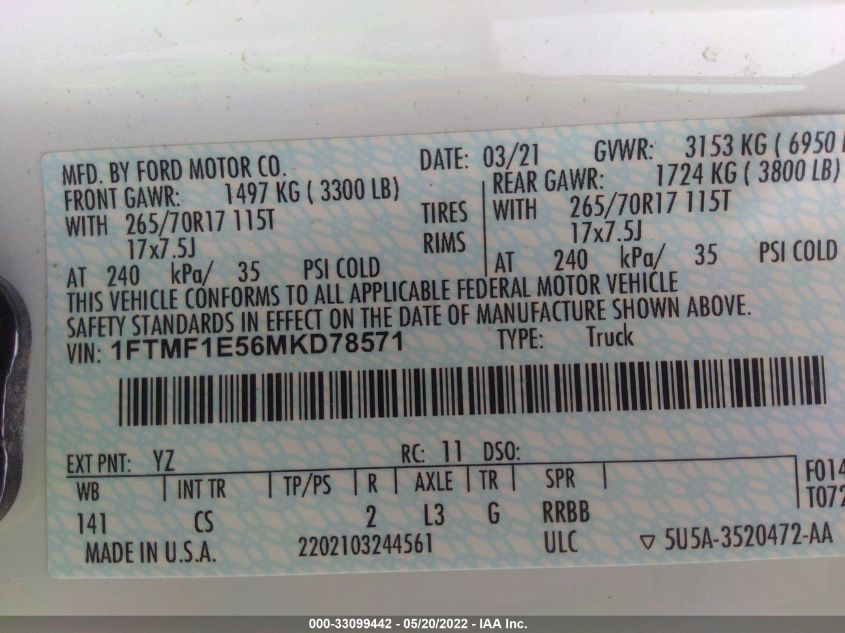 MFD. BY FORD MOTOR CO. DATE: 03/21 GVWR: 3153 KG ( 6950
FRONT GAWR: 1497 KG ( 3300 LB) REAR GAWR: 1724 KG ( 3800 LB)
WITH 265/70R17 115T TIRES WITH 265/70R17 115T
17x7.5J RIMS 17x7.5J
AT 240 kPa/ 35 PSI COLD AT 240 kPa/ 35 PSI COLD
THIS VEHICLE CONFORMS TO ALL APPLICABLE FEDERAL MOTOR VEHICLE
SAFETY STANDARDS IN EFFECT ON THE DATE OF MANUFACTURE SHOWN ABOVE.
VIN: 1FTMF1E56MKD78571 TYPE: Truck
EXT PNT: YZ RC: 11 DSO:
WB INT TR TP/PS R AXLE TR SPR F014
141 CS 2 L3 G RRBB T072
MADE IN U.S.A. 2202103244561 ULC 5U5A-3520472-AA
000-33099442 - 05/20/2022 - IAA Inc.